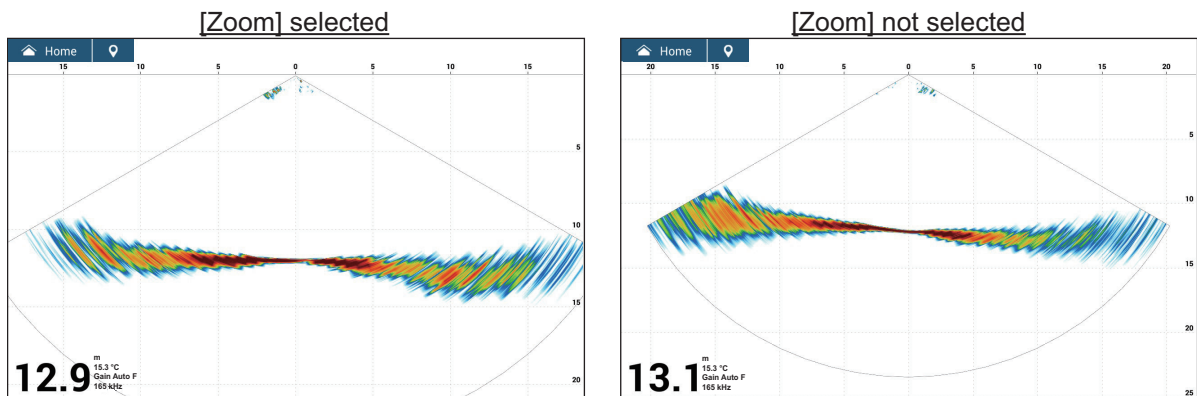 [Zoom] selected
Home
15 10 5 0 5 10 15
5
10
15
20
12.9
m
15.3 °C
Gain Auto F
165 kHz
[Zoom] not selected
Home
20 15 10 5 0 5 10 15 20
5
10
15
20
25
13.1
m
15.3 °C
Gain Auto F
165 kHz